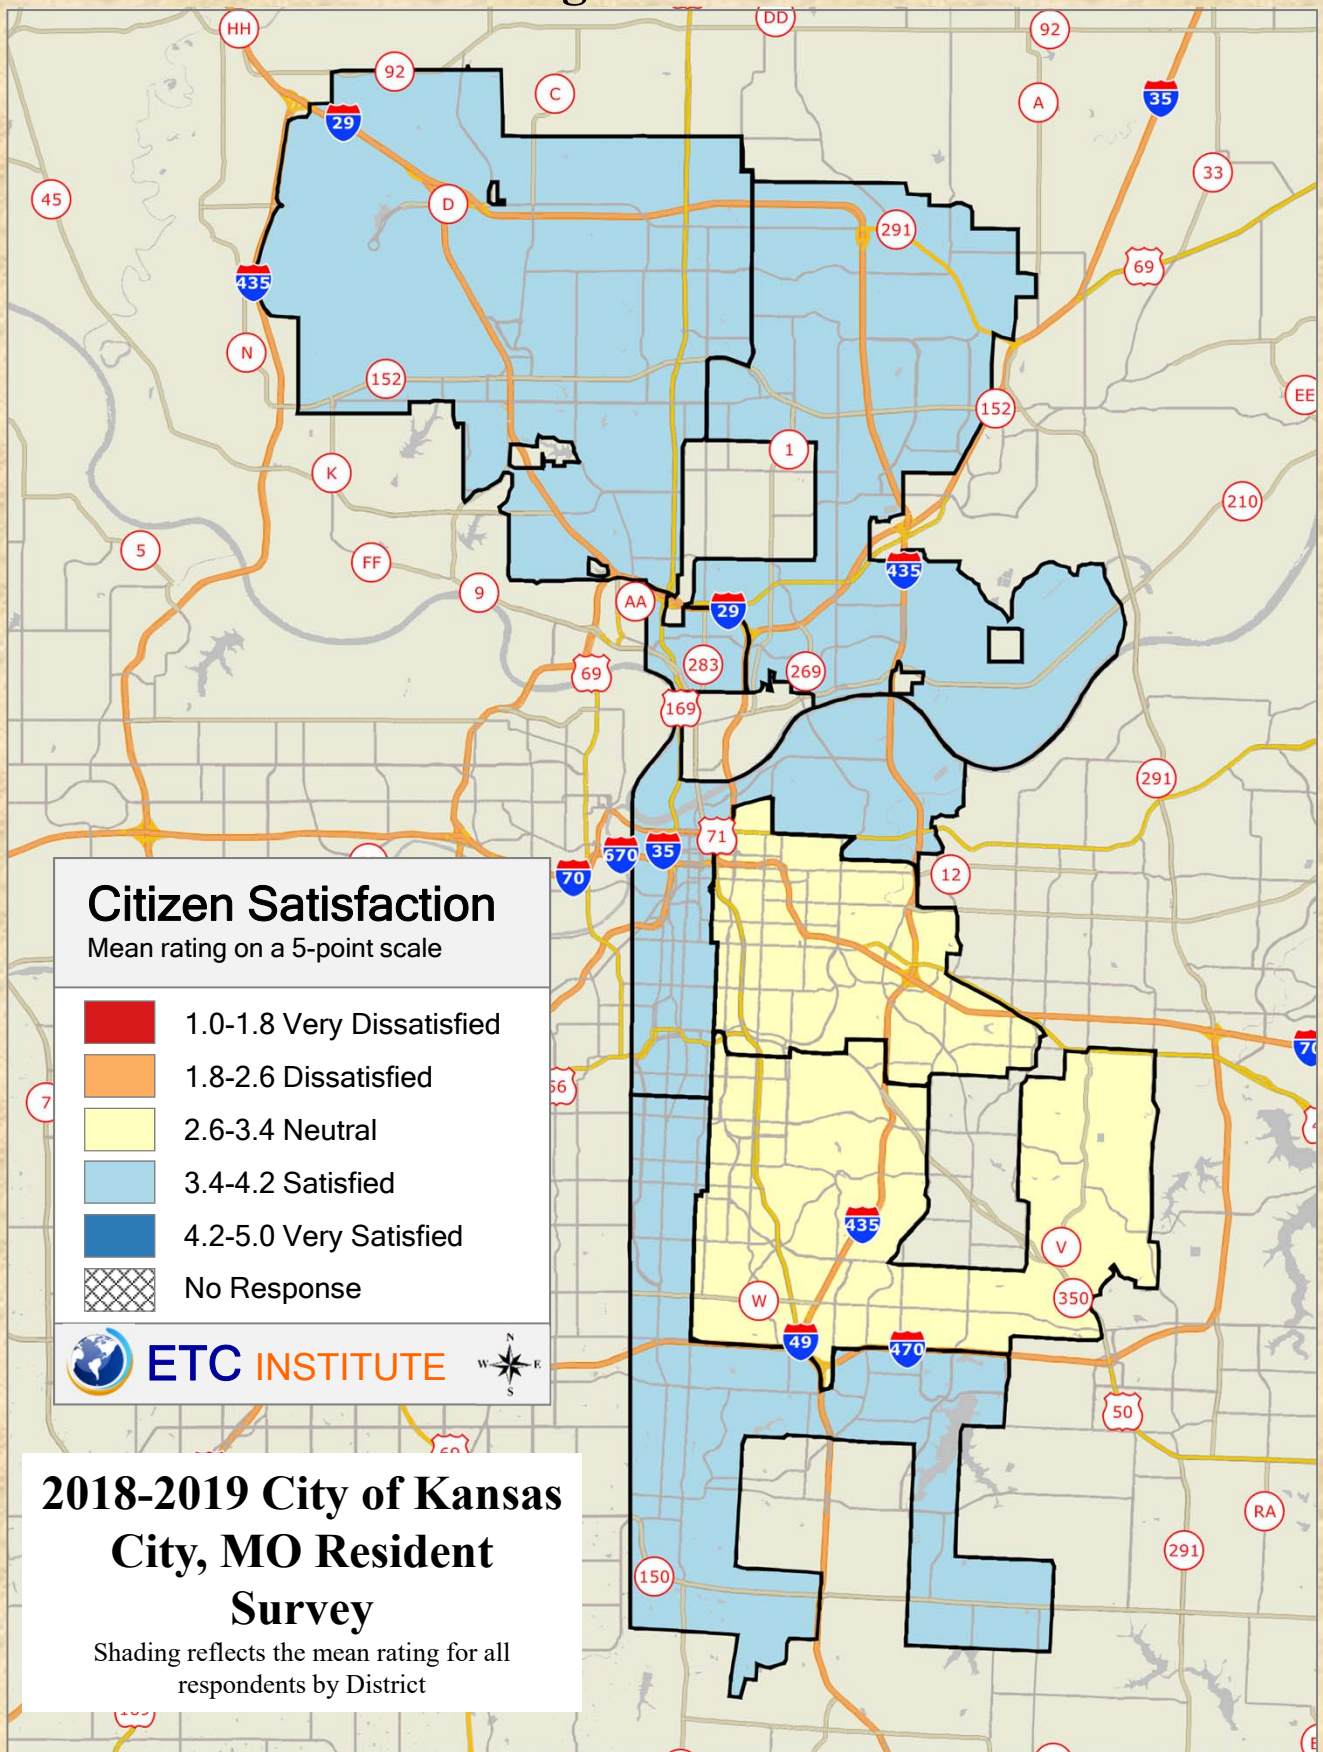 HH
DD
92
92
C
A
35
29
33
45
D
291
69
435
N
152
EE
152
1
K
210
5
FF
435
9
AA
29
283
269
69
169
291
71
670
35
70
12
Citizen Satisfaction
Mean rating on a 5-point scale
1.0-1.8 Very Dissatisfied
1.8-2.6 Dissatisfied
2.6-3.4 Neutral
3.4-4.2 Satisfied
4.2-5.0 Very Satisfied
No Response
ETC INSTITUTE
N
W E
S
70
7
435
V
W
350
49
470
50
2018-2019 City of Kansas
City, MO Resident
Survey
Shading reflects the mean rating for all
respondents by District
RA
291
150